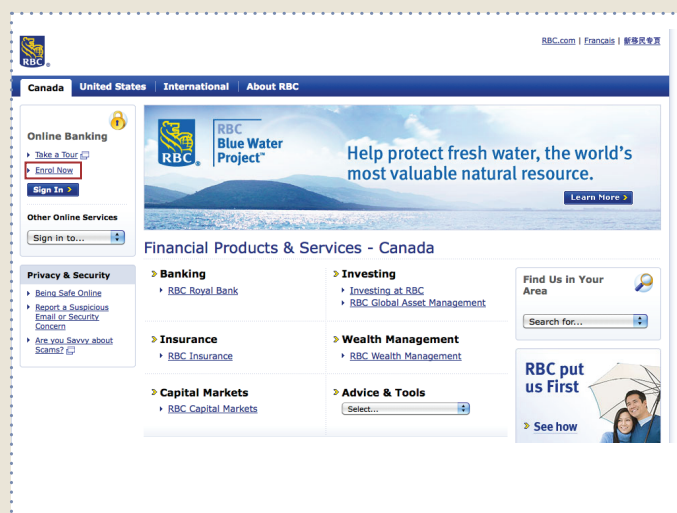 RBC.com | Français | 新移民专页
RBC®
Canada United States International About RBC
Online Banking
Take a Tour
Enrol Now
Sign In >
Other Online Services
Sign in to...
Privacy & Security
Being Safe Online
Report a Suspicious
Email or Security
Concern
Are you Savvy about
Scams?
RBC®
RBC
Blue Water
Project™
Help protect fresh water, the world's
most valuable natural resource.
Learn More >
Financial Products & Services - Canada
Banking
RBC Royal Bank
Investing
Investing at RBC
RBC Global Asset Management
Insurance
RBC Insurance
Wealth Management
RBC Wealth Management
Capital Markets
RBC Capital Markets
Advice & Tools
Select...
Find Us in Your
Area
Search for...
RBC put
us First
See how